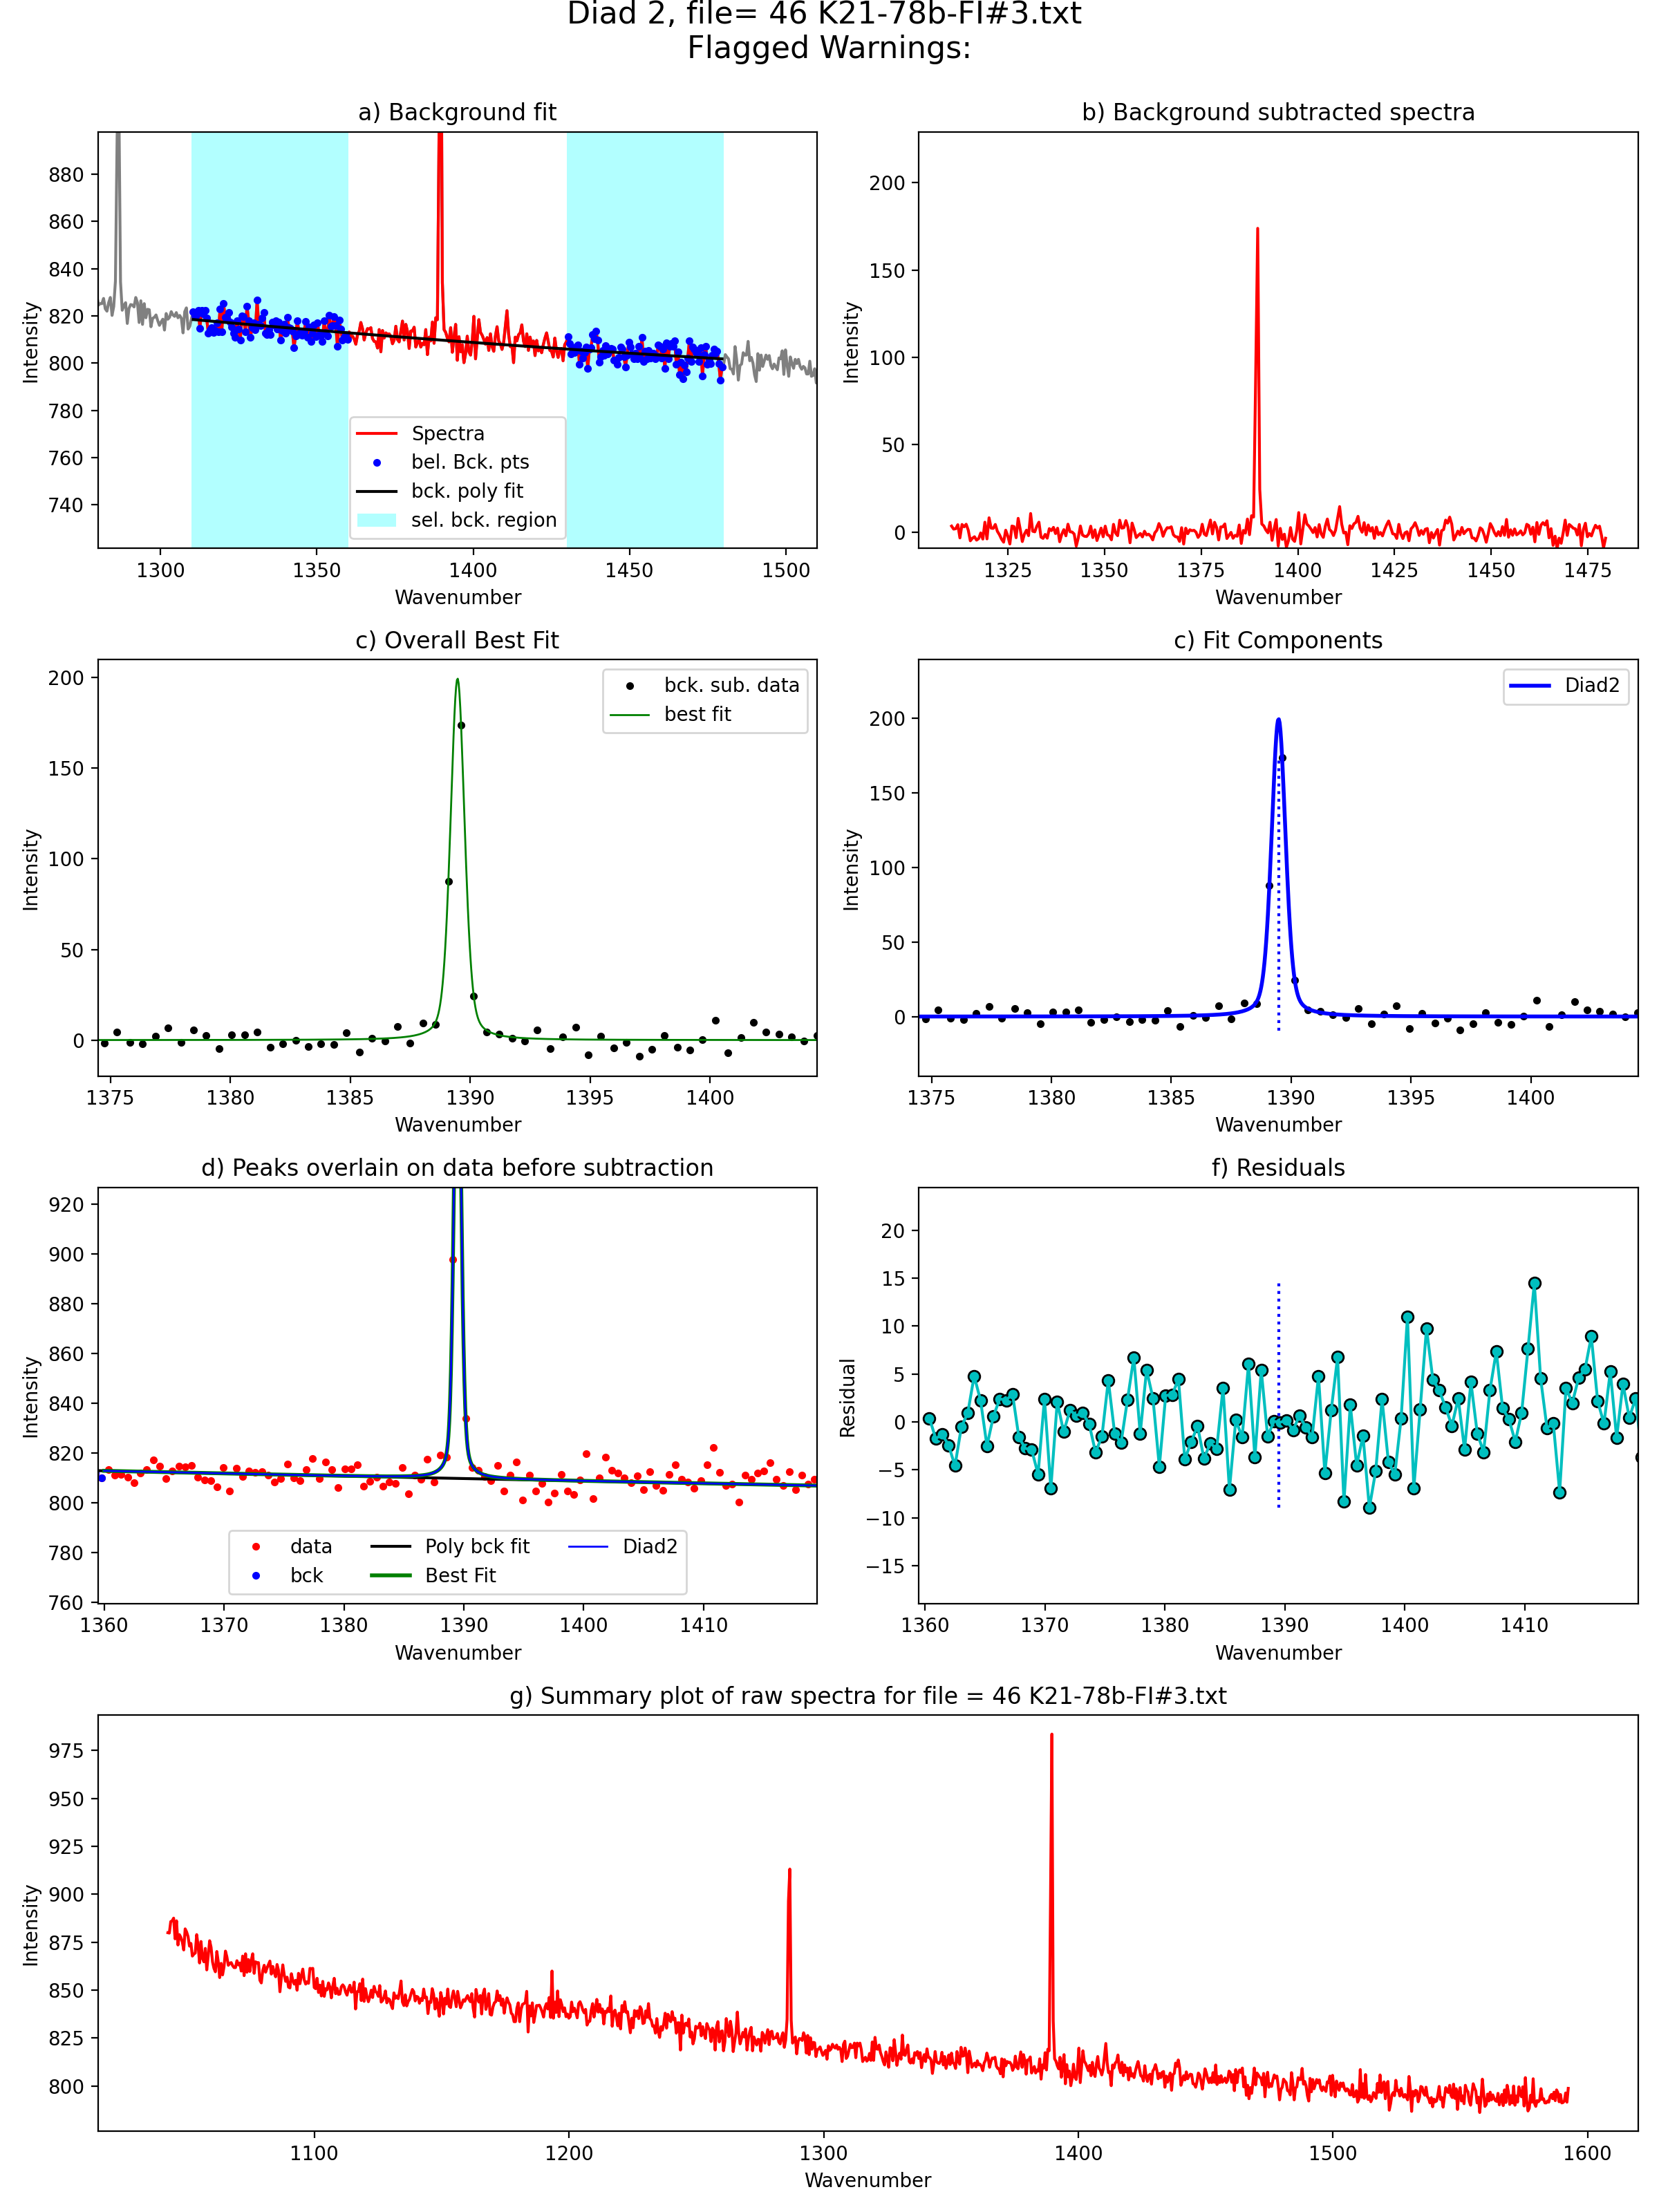 Diad 2, file= 46 K21-78b-FI#3.txt
Flagged Warnings:
a) Background fit
880
860
840
820
800
780
760
740
Intensity
Spectra
bel. Bck. pts
bck. poly fit
sel. bck. region
1300 1350 1400 1450 1500
Wavenumber
b) Background subtracted spectra
200
150
100
50
0
Intensity
1325 1350 1375 1400 1425 1450 1475
Wavenumber
c) Overall Best Fit
200
150
100
50
0
Intensity
bck. sub. data
best fit
1375 1380 1385 1390 1395 1400
Wavenumber
c) Fit Components
200
150
100
50
0
Intensity
Diad2
1375 1380 1385 1390 1395 1400
Wavenumber
d) Peaks overlain on data before subtraction
920
900
880
860
840
820
800
780
760
Intensity
data Poly bck fit Diad2
bck Best Fit
1360 1370 1380 1390 1400 1410
Wavenumber
f) Residuals
20
15
10
5
0
−5
−10
−15
Residual
1360 1370 1380 1390 1400 1410
Wavenumber
g) Summary plot of raw spectra for file = 46 K21-78b-FI#3.txt
975
950
925
900
875
850
825
800
Intensity
1100 1200 1300 1400 1500 1600
Wavenumber